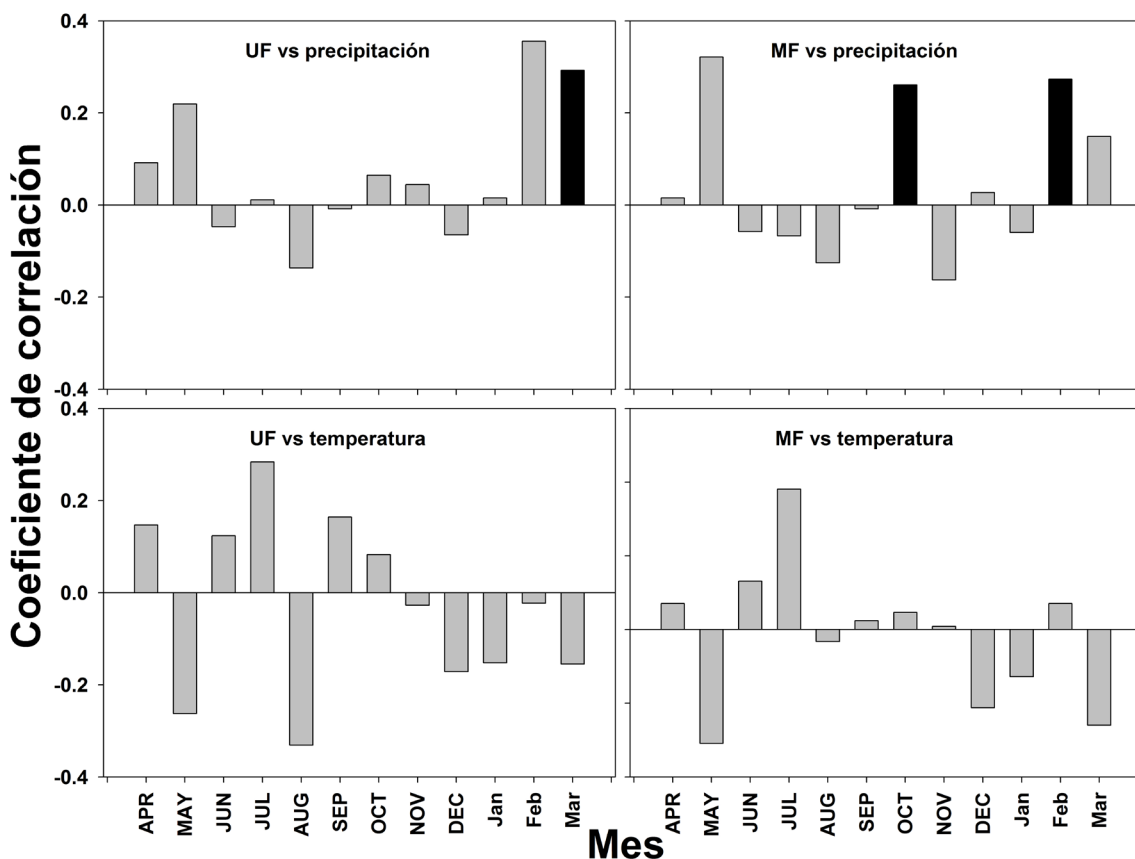 Coeficiente de correlación
0.4
0.2
0.0
-0.2
-0.4
UF vs precipitación
MF vs precipitación
0.4
0.2
0.0
-0.2
-0.4
UF vs temperatura
MF vs temperatura
APR MAY JUN JUL AUG SEP OCT NOV DEC Jan Feb Mar
APR MAY JUN JUL AUG SEP OCT NOV DEC Jan Feb Mar
Mes